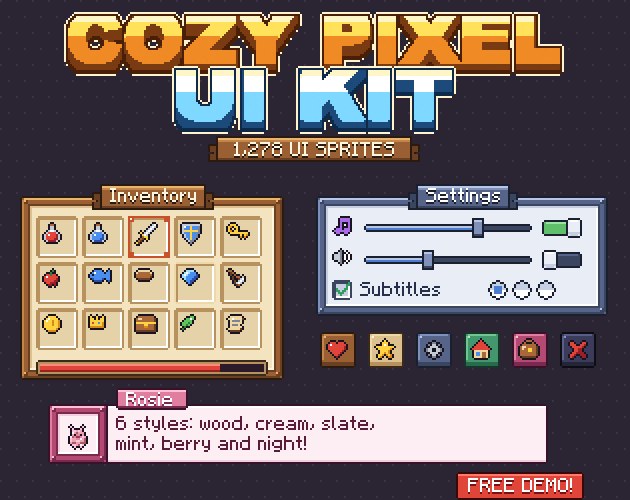 COZY PIXEL
UI KIT
1,278 UI SPRITES
Inventory
Settings
Subtitles
Rosie
6 styles: wood, cream, slate,
mint, berry and night!
FREE DEMO!